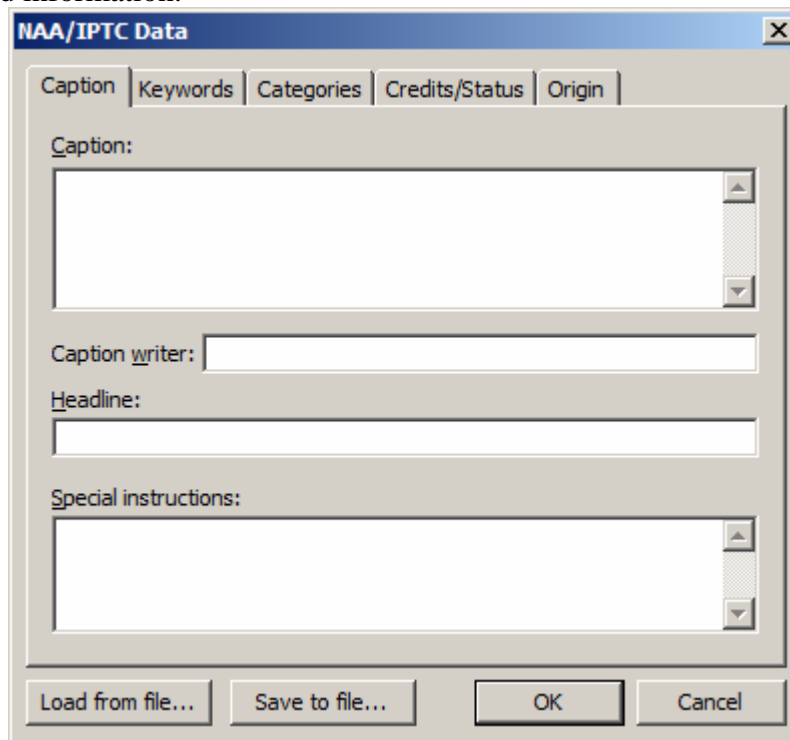 NAA/IPTC Data
Caption Keywords Categories Credits/Status Origin
Caption:
Caption writer:
Headline:
Special instructions:
Load from file... Save to file... OK Cancel